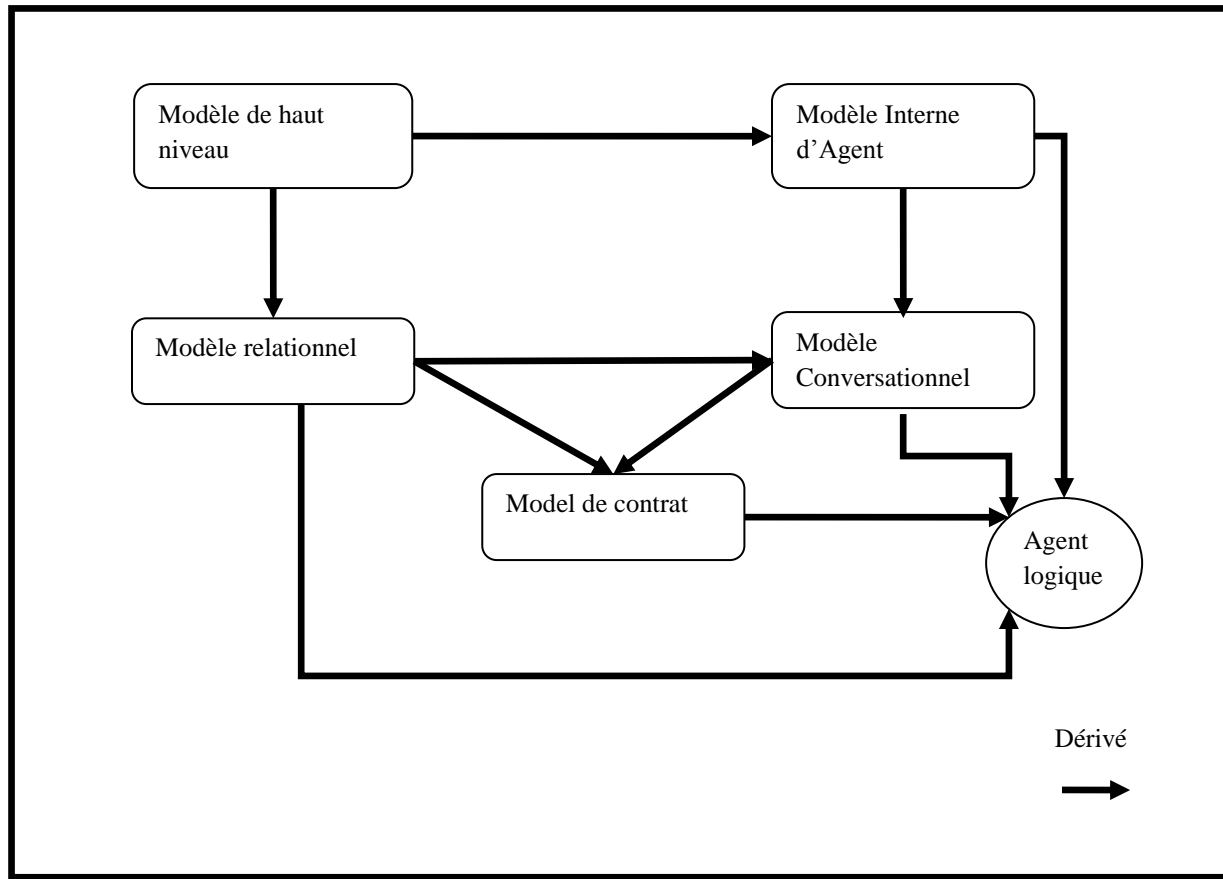 Modèle de haut
niveau
Modèle Interne
d’Agent
Modèle relationnel
Modèle
Conversationnel
Model de contrat
Agent
logique
Dérivé